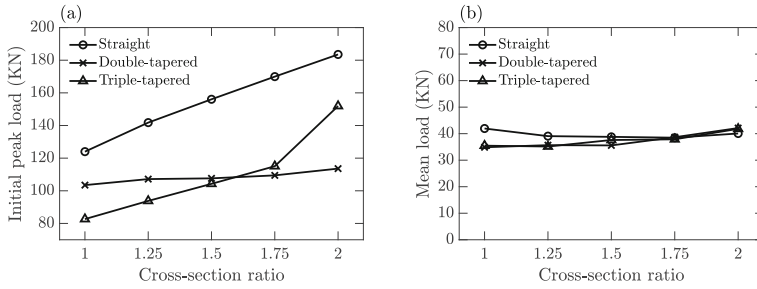 (a)
Initial peak load (KN)
200
180
160
140
120
100
80
Straight
Double-tapered
Triple-tapered
1 1.25 1.5 1.75 2
Cross-section ratio
(b)
Mean load (KN)
80
70
60
50
40
30
20
10
0
Straight
Double-tapered
Triple-tapered
1 1.25 1.5 1.75 2
Cross-section ratio